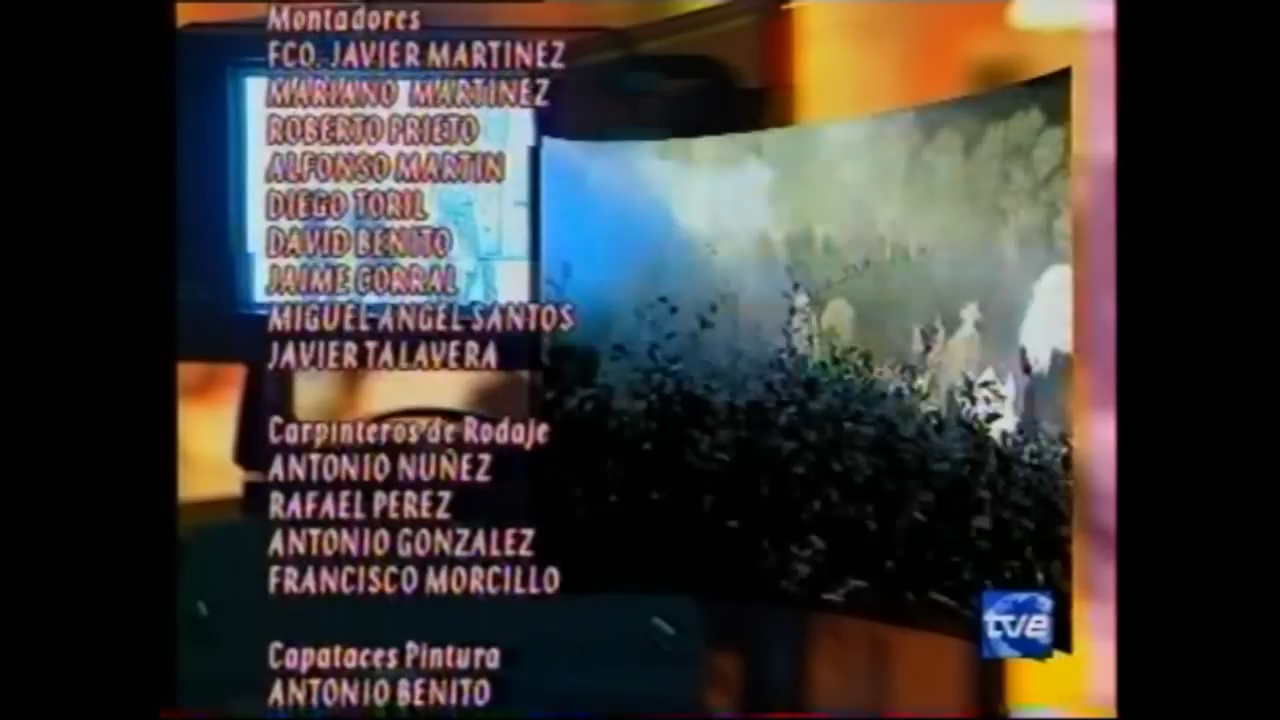 Montadores
FCO. JAVIER MARTINEZ
MARIANO MARTINEZ
ROBERTO PRIETO
ALFONSO MARTIN
DIEGO TORIL
DAVID BENITO
JAIME CORRAL
MIGUEL ANGEL SANTOS
JAVIER TALAVERA
Carpinteros de Rodaje
ANTONIO NUÑEZ
RAFAEL PEREZ
ANTONIO GONZALEZ
FRANCISCO MORCILLO
Capataces Pintura
ANTONIO BENITO
tve